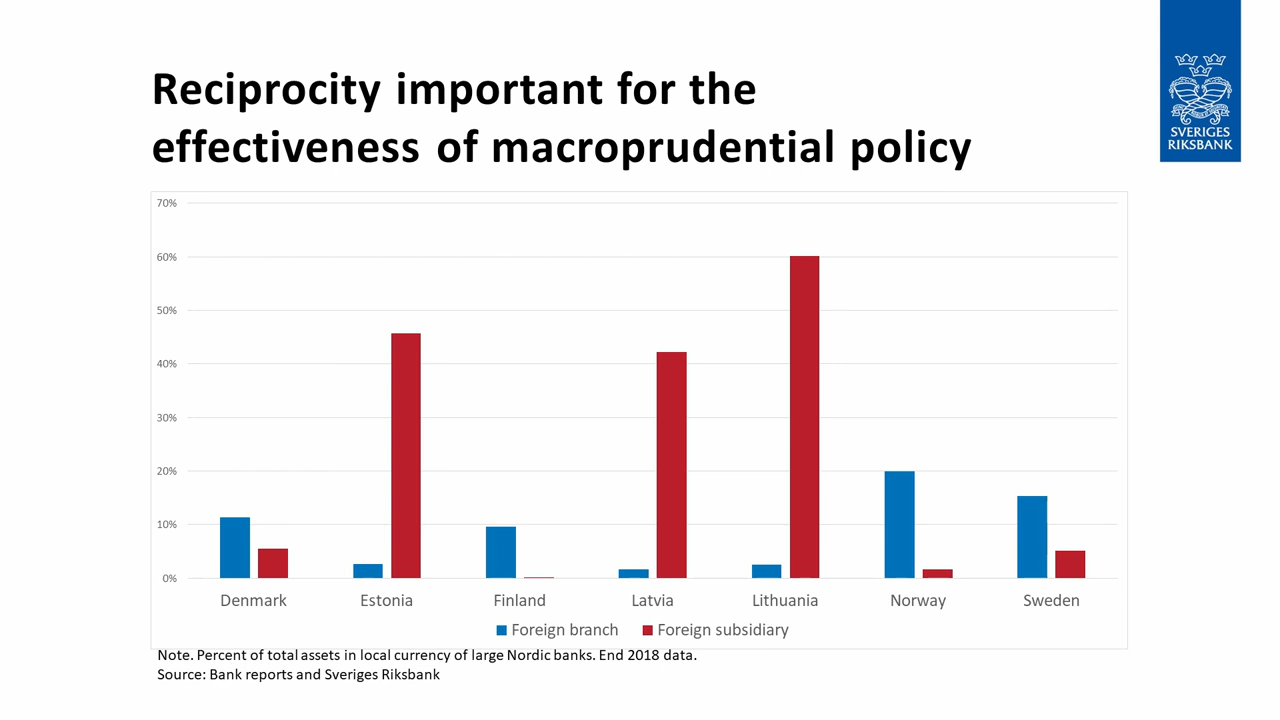 Reciprocity important for the
effectiveness of macroprudential policy
SVERIGES
RIKSBANK
70%
60%
50%
40%
30%
20%
10%
0%
Denmark Estonia Finland Latvia Lithuania Norway Sweden
Foreign branch Foreign subsidiary
Note. Percent of total assets in local currency of large Nordic banks. End 2018 data.
Source: Bank reports and Sveriges Riksbank